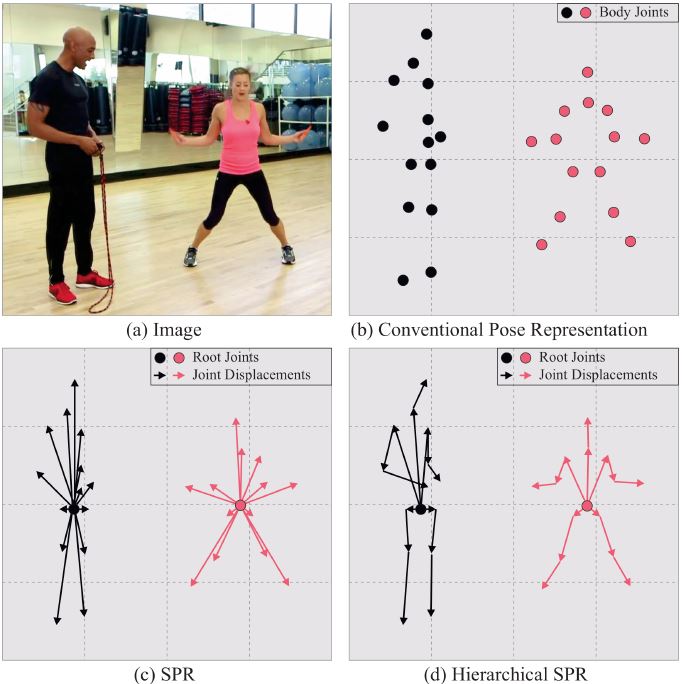 Body Joints
(a) Image
(b) Conventional Pose Representation
Root Joints
Joint Displacements
Root Joints
Joint Displacements
(c) SPR
(d) Hierarchical SPR